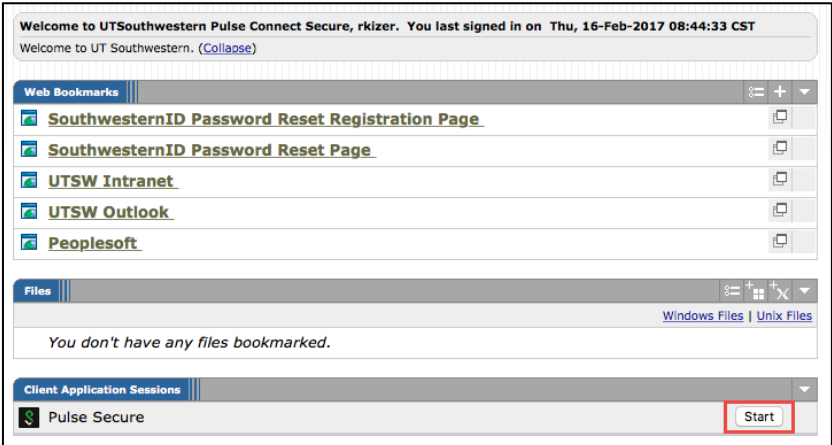 Welcome to UTSouthwestern Pulse Connect Secure, rkizer.  You last signed in on  Thu, 16-Feb-2017 08:44:33 CST
Welcome to UT Southwestern. (Collapse)
Web Bookmarks
SouthwesternID Password Reset Registration Page
SouthwesternID Password Reset Page
UTSW Intranet
UTSW Outlook
Peoplesoft
Files
Windows Files | Unix Files
You don't have any files bookmarked.
Client Application Sessions
Pulse Secure Start